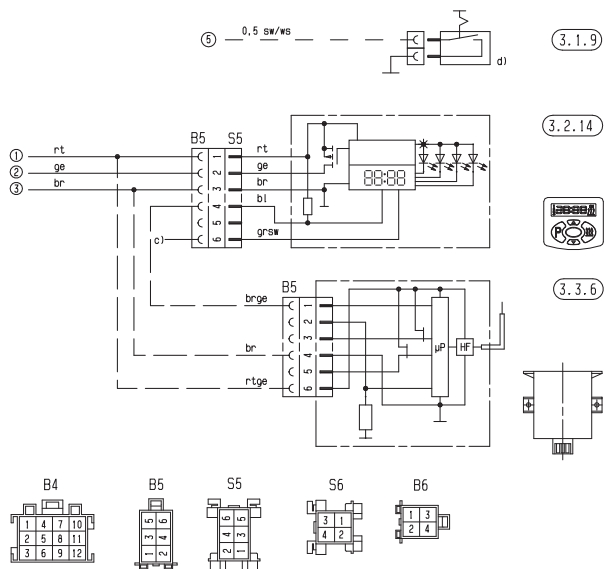 5 0,5 sw/ws
d)
3.1.9
3.2.14
B5 S5
1 rt 1 rt
2 ge 2 ge
3 br 3 br
4 bl
5
c) 6 grsw
88:88
P
3.3.6
B5
brge 1
2
3
br 4
5
rtge 6
µP
HF
B4 B5 S5 S6 B6
1 4 7 10
2 5 8 11
3 6 9 12
5 6
3 4
1 2
6 5
4 3
2 1
3 1
4 2
1 3
2 4